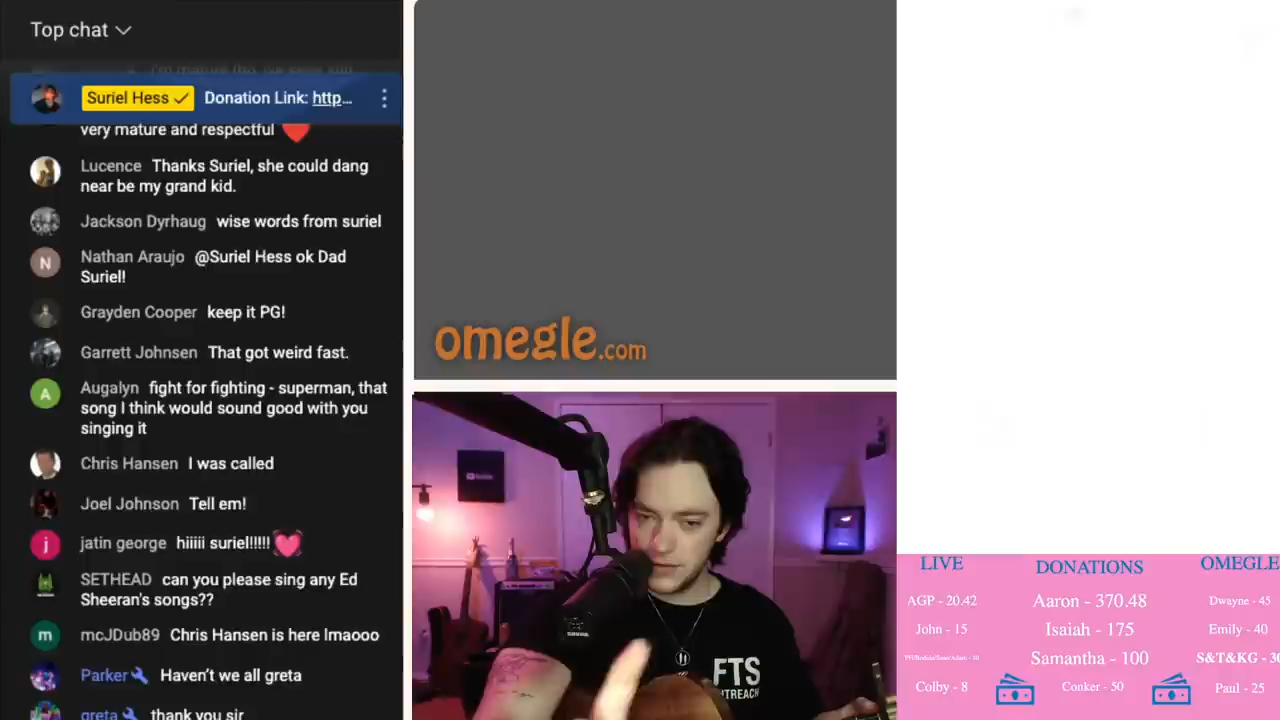 Top chat
Suriel Hess Donation Link: http...
very mature and respectful
Lucence Thanks Suriel, she could dang
near be my grand kid.
Jackson Dyrhaug wise words from suriel
Nathan Araujo @Suriel Hess ok Dad
Suriel!
Grayden Cooper keep it PG!
Garrett Johnsen That got weird fast.
Augalyn fight for fighting - superman, that
song I think would sound good with you
singing it
Chris Hansen I was called
Joel Johnson Tell em!
jatin george hiiiii suriel!!!!!
SETHEAD can you please sing any Ed
Sheeran's songs??
mcJDub89 Chris Hansen is here lmaooo
Parker Haven't we all greta
greta thank you sir
omegle.com
FTS
UTREACH
LIVE
AGP - 20.42
John - 15
Colby - 8
DONATIONS
Aaron - 370.48
Isaiah - 175
Samantha - 100
Conker - 50
OMEGLE
Dwayne - 45
Emily - 40
S&T&KG - 30
Paul - 25